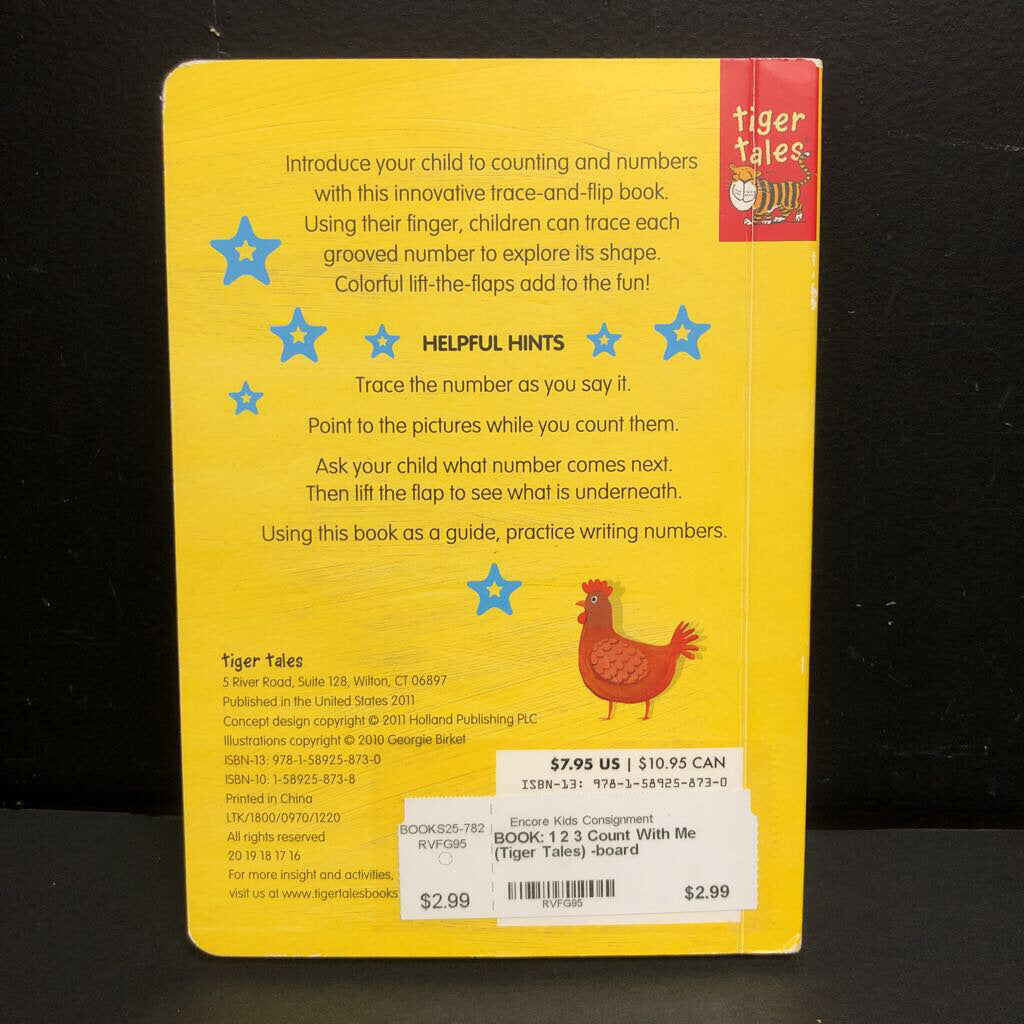 tiger
tales
Introduce your child to counting and numbers
with this innovative trace-and-flip book.
Using their finger, children can trace each
grooved number to explore its shape.
Colorful lift-the-flaps add to the fun!
HELPFUL HINTS
Trace the number as you say it.
Point to the pictures while you count them.
Ask your child what number comes next.
Then lift the flap to see what is underneath.
Using this book as a guide, practice writing numbers.
tiger tales
5 River Road, Suite 128, Wilton, CT 06897
Published in the United States 2011
Concept design copyright © 2011 Holland Publishing PLC
Illustrations copyright © 2010 Georgie Birket
ISBN-13: 978-1-58925-873-0
ISBN-10: 1-58925-873-8
Printed in China
LTK/1800/0970/1220
All rights reserved
20 19 18 17 16
For more insight and activities,
visit us at www.tigertalesbooks
$7.95 US | $10.95 CAN
ISBN-13: 978-1-58925-873-0
BOOKS25-782
RVFG95
$2.99
Encore Kids Consignment
BOOK: 1 2 3 Count With Me
(Tiger Tales) -board
RVFG95
$2.99